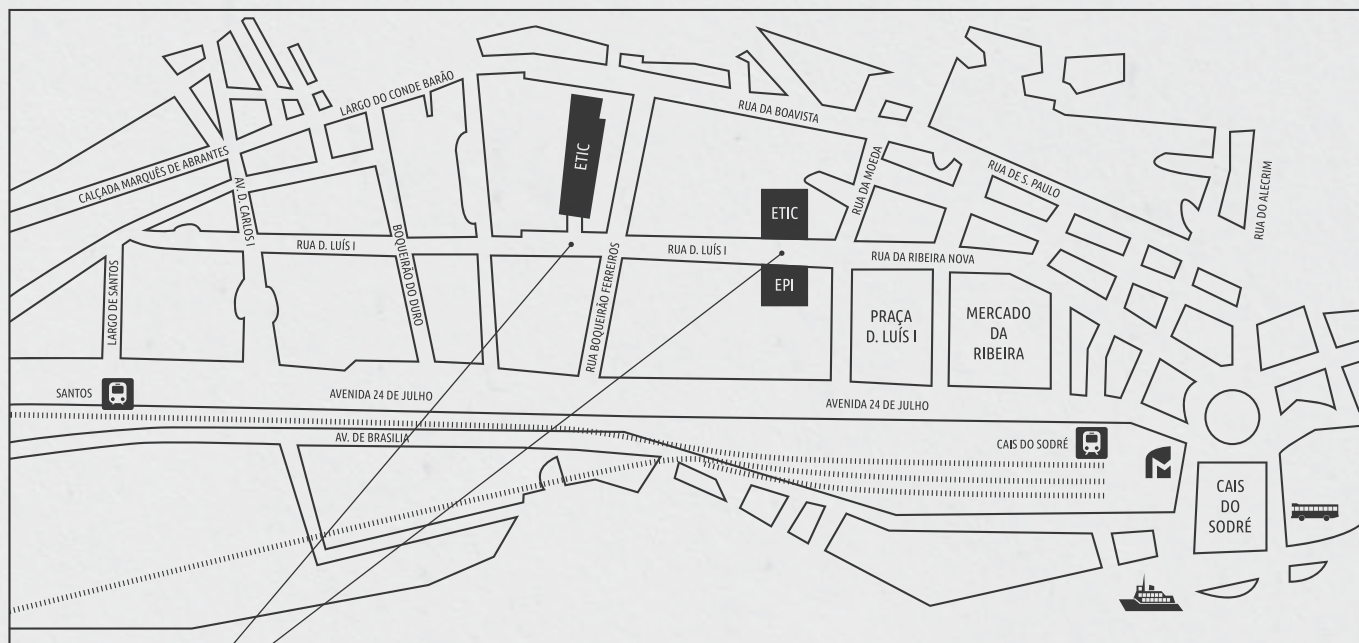 LARGO DO CONDE BARÃO
CALÇADA MARQUÊS DE ABRANTES
AV. D. CARLOS I
ETIC
RUA DA BOAVISTA
RUA DA MOEDA
RUA DE S. PAULO
RUA DO ALECRIM
ETIC
RUA D. LUÍS I
BOQUEIRÃO DO DURO
RUA BOQUEIRÃO FERREIROS
RUA D. LUÍS I
RUA DA RIBEIRA NOVA
EPI
LARGO DE SANTOS
PRAÇA
D. LUÍS I
MERCADO
DA
RIBEIRA
SANTOS
AVENIDA 24 DE JULHO
AVENIDA 24 DE JULHO
AV. DE BRASILIA
CAIS DO SODRÉ
M
CAIS
DO
SODRÉ